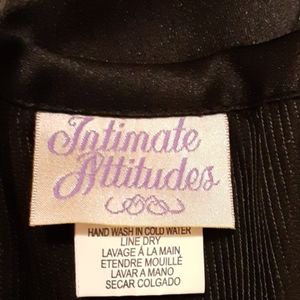 Intimate
Attitudes
HAND WASH IN COLD WATER
LINE DRY
LAVAGE À LA MAIN
ETENDRE MOUILLÉ
LAVAR A MANO
SECAR COLGADO